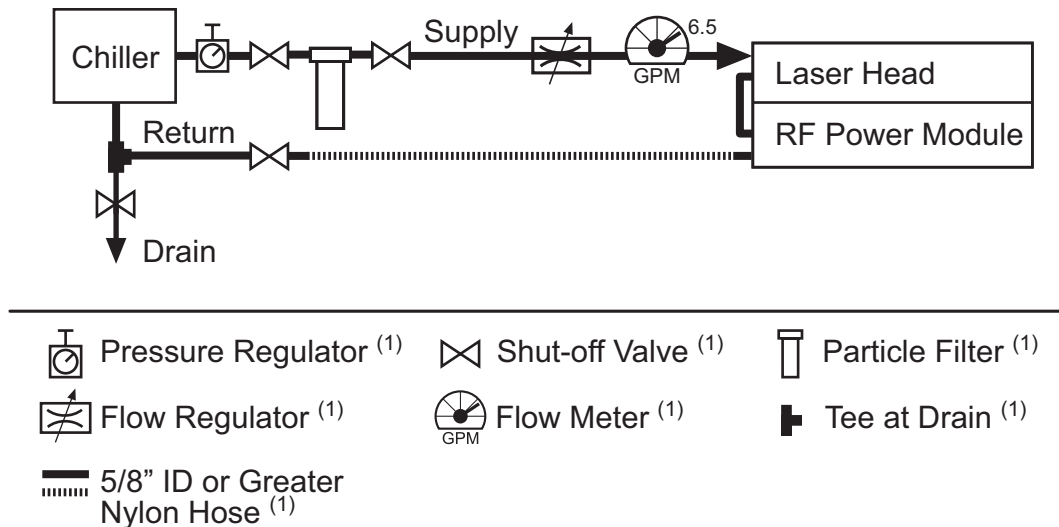 Chiller
Supply
6.5
GPM
Laser Head
RF Power Module
Return
Drain
Pressure Regulator (1)
Shut-off Valve (1)
Particle Filter (1)
Flow Regulator (1)
GPM
Flow Meter (1)
Tee at Drain (1)
5/8” ID or Greater
Nylon Hose (1)